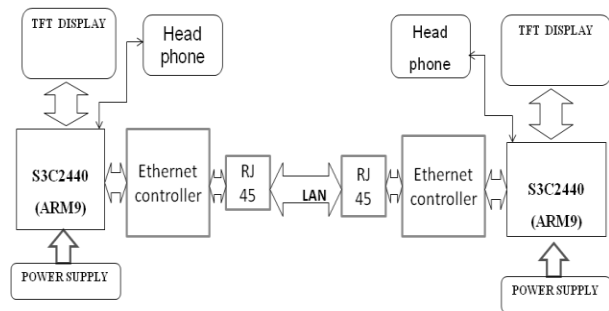 TFT DISPLAY
Head
phone
S3C2440
(ARM9)
Ethernet
controller
RJ
45
LAN
POWER SUPPLY
Head
phone
TFT DISPLAY
RJ
45
Ethernet
controller
S3C2440
(ARM9)
POWER SUPPLY